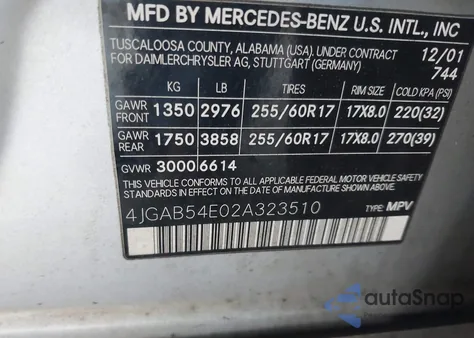 MFD BY MERCEDES-BENZ U.S. INTL., INC
TUSCALOOSA COUNTY, ALABAMA (USA). UNDER CONTRACT 12/01
FOR DAIMLERCHRYSLER AG, STUTTGART (GERMANY) 744
KG LB TIRES RIM SIZE COLD KPA (PSI)
GAWR FRONT 1350 2976 255/60R17 17X8.0 220(32)
GAWR REAR 1750 3858 255/60R17 17X8.0 270(39)
GVWR 3000 6614
THIS VEHICLE CONFORMS TO ALL APPLICABLE FEDERAL MOTOR VEHICLE SAFETY
STANDARDS IN EFFECT ON THE DATE OF MANUFACTURE SHOWN ABOVE
4JGAB54E02A323510 TYPE: MPV
autoSnap